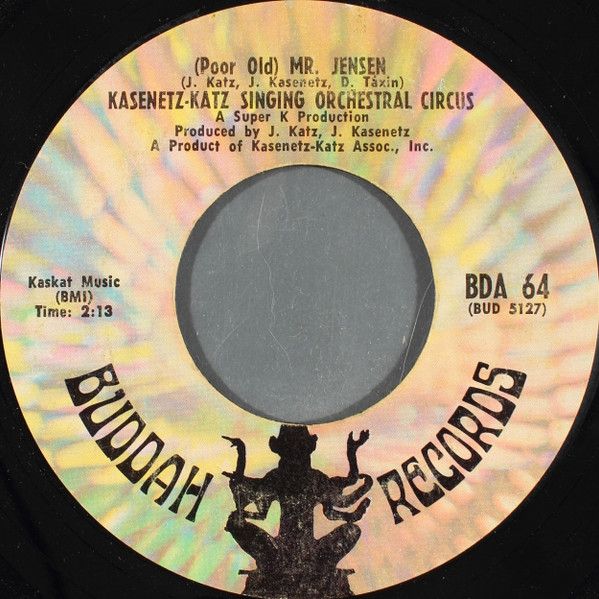 (Poor Old) MR. JENSEN
(J. Katz, J. Kasenetz, D. Taxin)
KASENETZ-KATZ SINGING ORCHESTRAL CIRCUS
A Super K Production
Produced by J. Katz, J. Kasenetz
A Product of Kasenetz-Katz Assoc., Inc.
Kaskat Music
(BMI)
Time: 2:13
BDA 64
(BUD 5127)
BUDDAH RECORDS